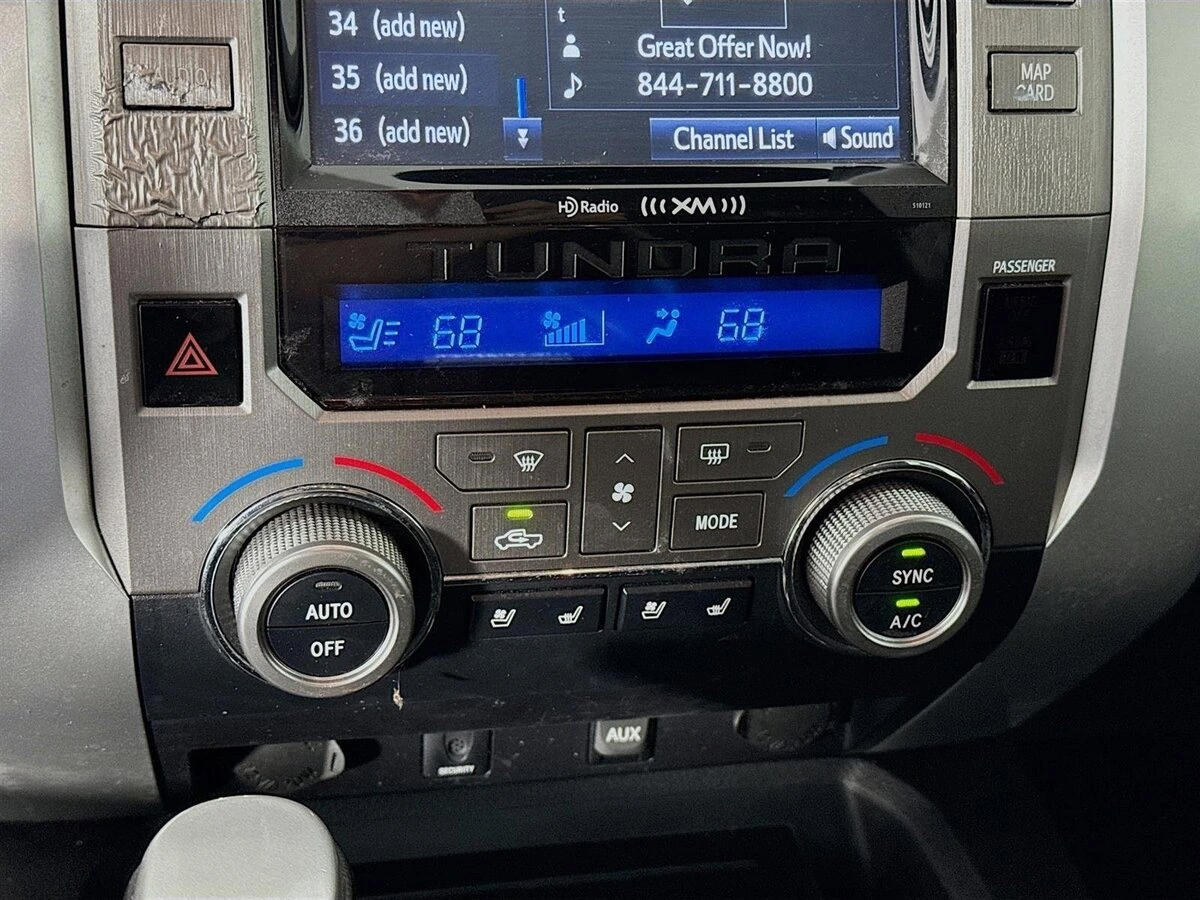 34 (add new)
35 (add new)
36 (add new)
t
Great Offer Now!
844-711-8800
Channel List
Sound
MAP
CARD
HD Radio
XM
510121
TUNDRA
PASSENGER
68
68
MODE
AUTO
OFF
SYNC
A/C
SECURITY
AUX